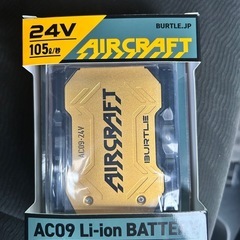 24V
BURTLE.JP
105ℓ/秒
AIRCRAFT
AC09-24V
AIRCRAFT
BURTLE
AC09 Li-ion BATTE